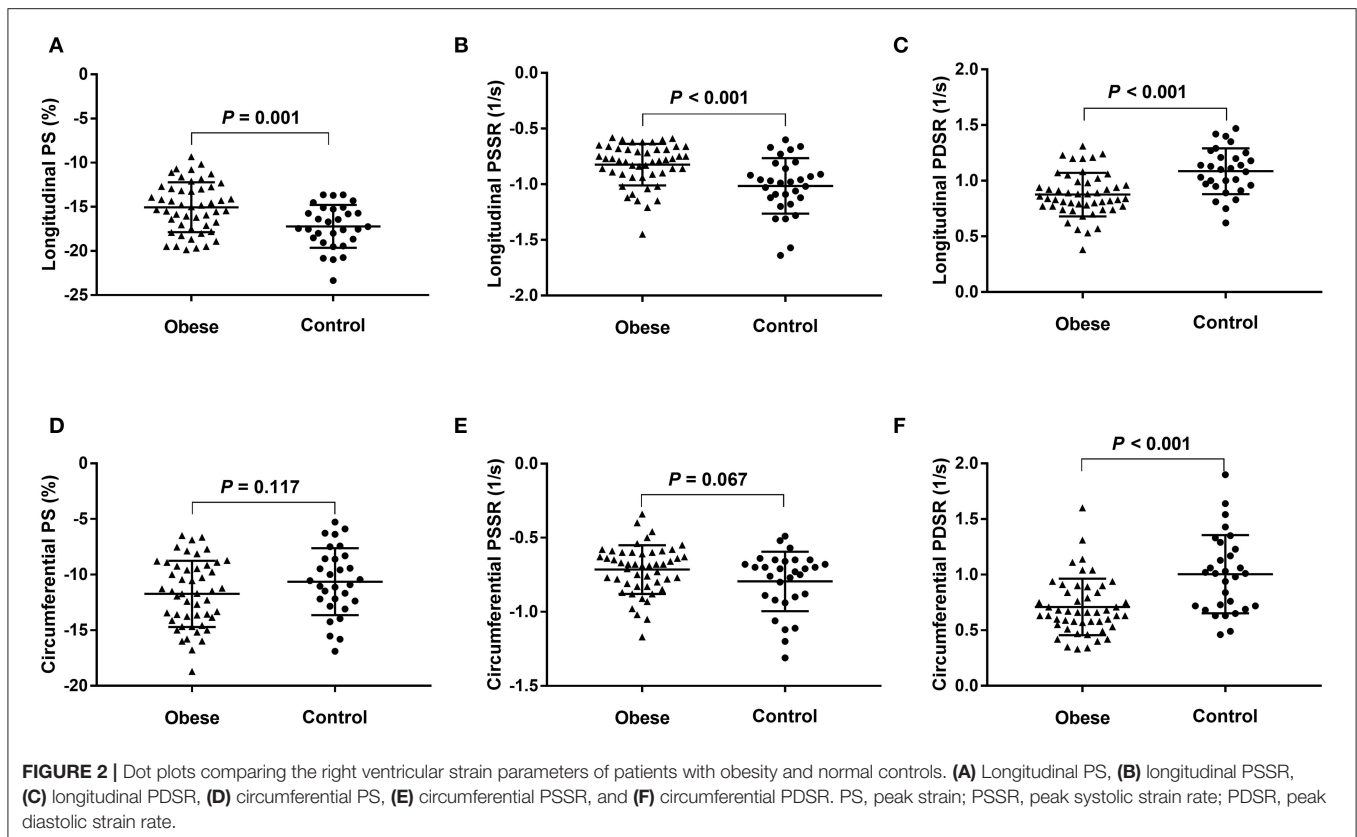 A
Longitudinal PS (%)
0
-5
-10
-15
-20
-25
P = 0.001
Obese
Control
B
Longitudinal PSSR (1/s)
0.0
-0.5
-1.0
-1.5
-2.0
P < 0.001
Obese
Control
C
Longitudinal PDSR (1/s)
2.0
1.5
1.0
0.5
0.0
P < 0.001
Obese
Control
D
Circumferential PS (%)
0
-5
-10
-15
-20
P = 0.117
Obese
Control
E
Circumferential PSSR (1/s)
0.0
-0.5
-1.0
-1.5
P = 0.067
Obese
Control
F
Circumferential PDSR (1/s)
2.0
1.5
1.0
0.5
0.0
P < 0.001
Obese
Control
FIGURE 2 | Dot plots comparing the right ventricular strain parameters of patients with obesity and normal controls. (A) Longitudinal PS, (B) longitudinal PSSR,
(C) longitudinal PDSR, (D) circumferential PS, (E) circumferential PSSR, and (F) circumferential PDSR. PS, peak strain; PSSR, peak systolic strain rate; PDSR, peak
diastolic strain rate.